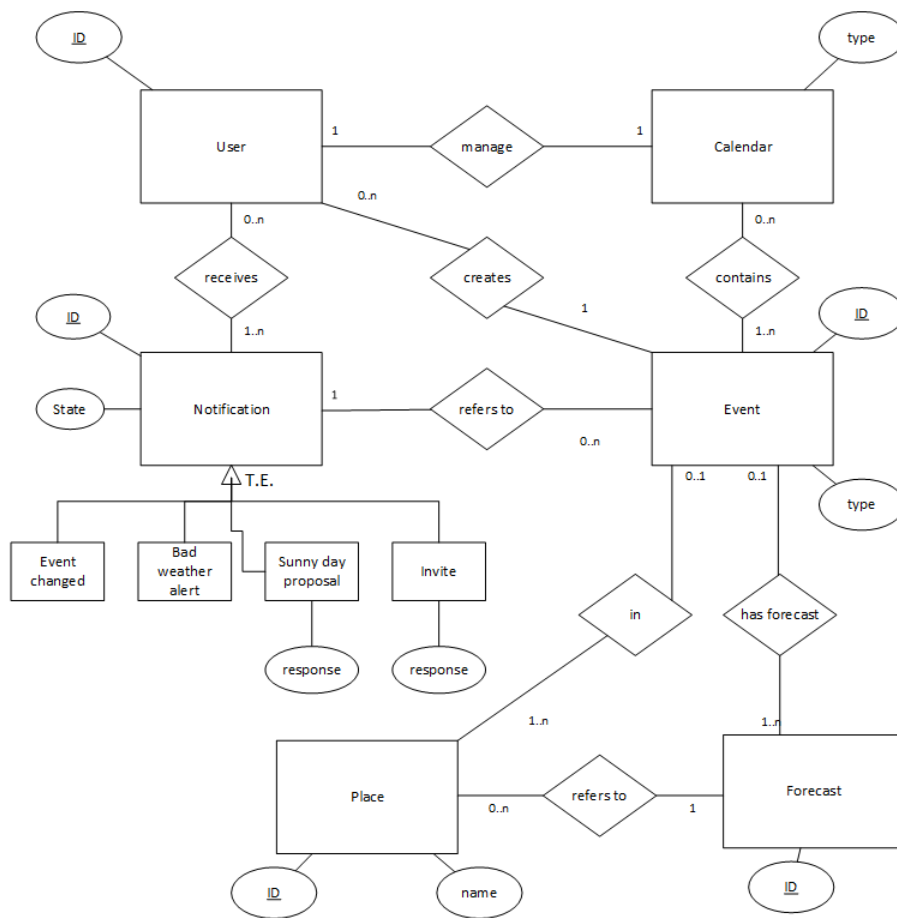 ID
type
User
1
manage
1
Calendar
0..n
0..n
0..n
receives
creates
contains
ID
1..n
1
1..n
ID
State
Notification
1
refers to
0..n
Event
T.E.
0..1
0..1
type
Event
changed
Bad
weather
alert
Sunny day
proposal
Invite
in
has forecast
response
response
1..n
1..n
Place
0..n
refers to
1
Forecast
ID
name
ID